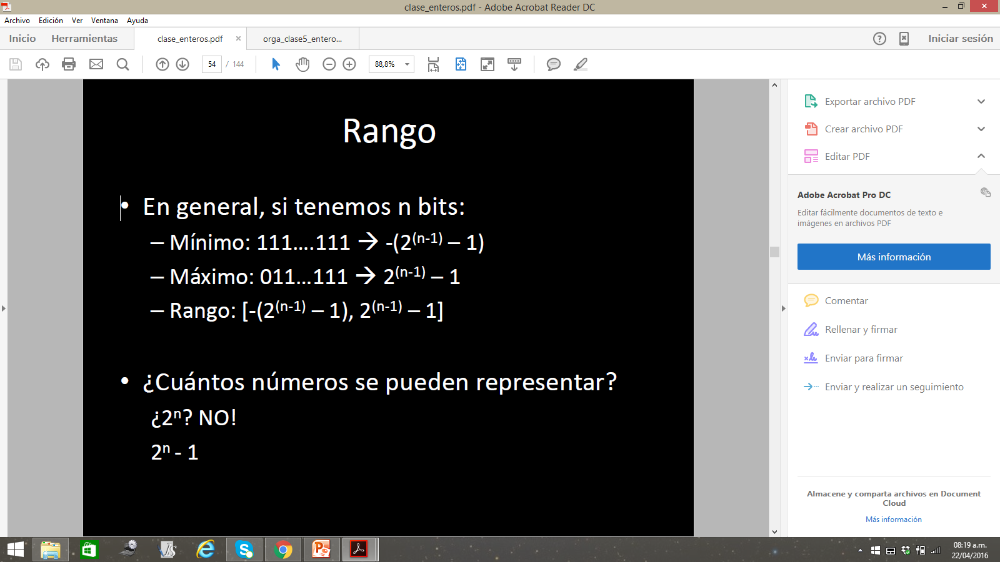 clase_enteros.pdf - Adobe Acrobat Reader DC
Archivo Edición Ver Ventana Ayuda
Inicio Herramientas clase_enteros.pdf × orga_clase5_entero... Iniciar sesión
54 / 144 88,8%
Rango
• En general, si tenemos n bits:
– Mínimo: 111....111 → -(2⁽ⁿ⁻¹⁾ – 1)
– Máximo: 011...111 → 2⁽ⁿ⁻¹⁾ – 1
– Rango: [-(2⁽ⁿ⁻¹⁾ – 1), 2⁽ⁿ⁻¹⁾ – 1]
• ¿Cuántos números se pueden representar?
¿2ⁿ? NO!
2ⁿ - 1
Exportar archivo PDF
Crear archivo PDF
Editar PDF
Adobe Acrobat Pro DC
Editar fácilmente documentos de texto e
imágenes en archivos PDF
Más información
Comentar
Rellenar y firmar
Enviar para firmar
Enviar y realizar un seguimiento
Almacene y comparta archivos en Document
Cloud
Más información
08:19 a.m.
22/04/2016